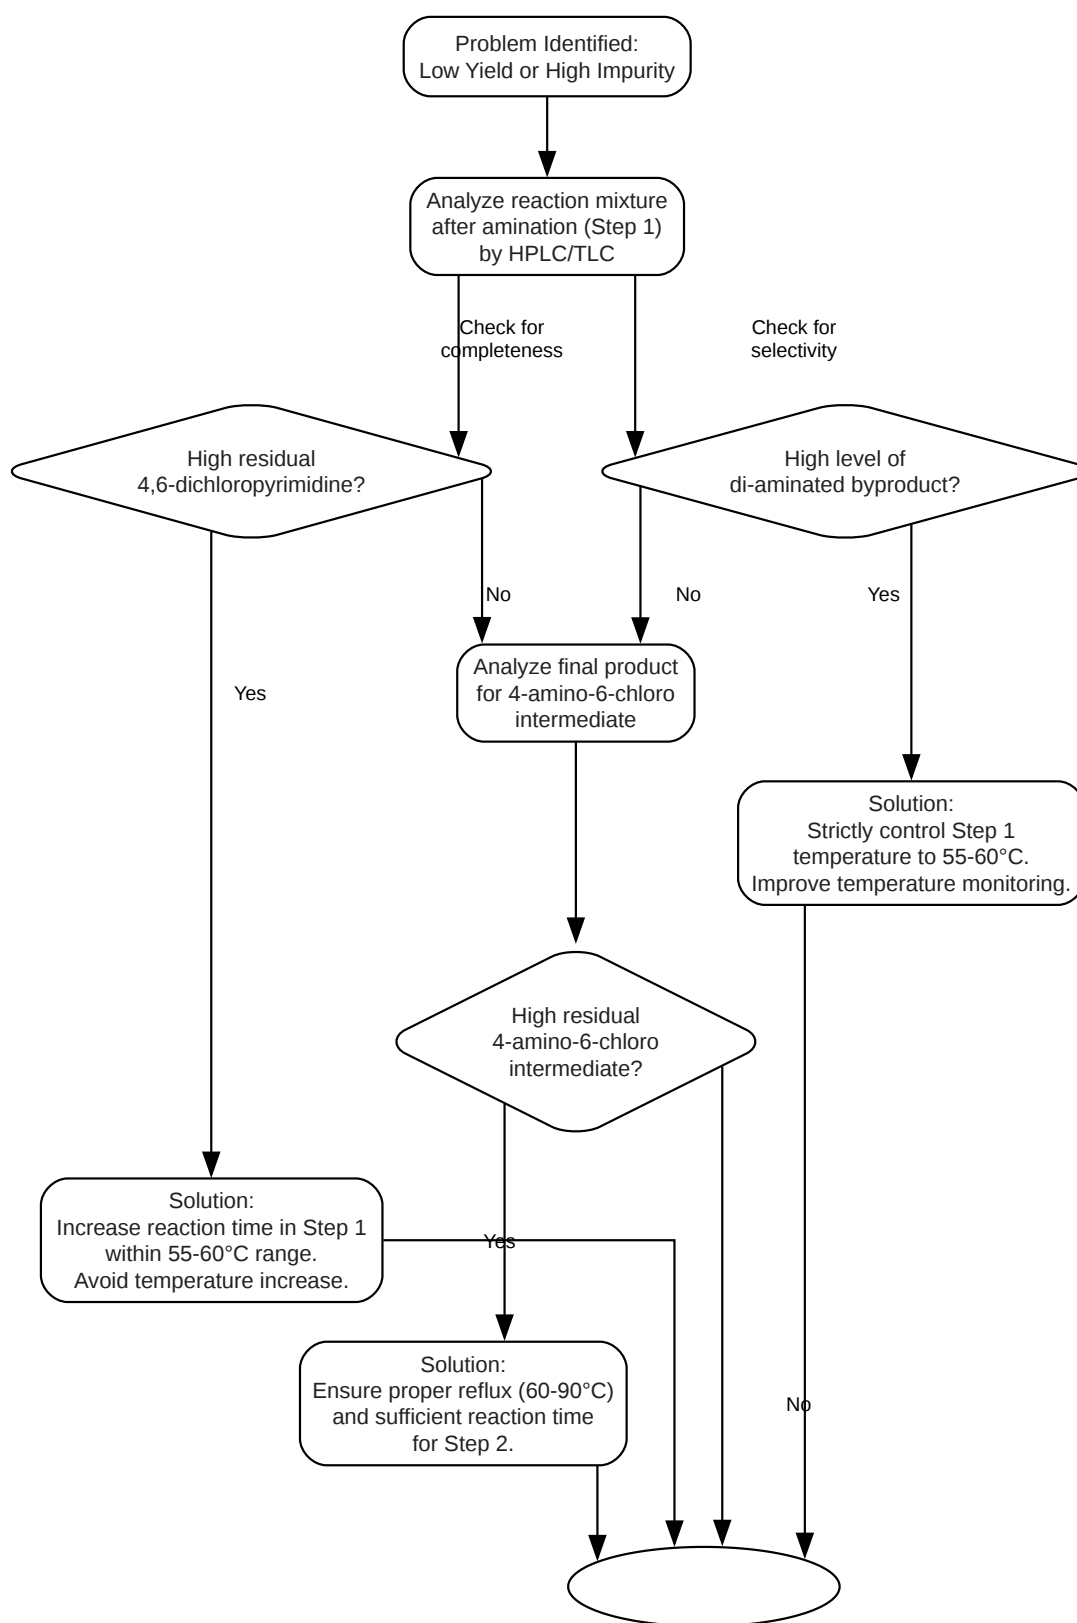 Problem Identified:
Low Yield or High Impurity
Analyze reaction mixture
after amination (Step 1)
by HPLC/TLC
Check for
completeness
Check for
selectivity
High residual
4,6-dichloropyrimidine?
High level of
di-aminated byproduct?
No
No
Yes
Analyze final product
for 4-amino-6-chloro
intermediate
Yes
Solution:
Strictly control Step 1
temperature to 55-60°C.
Improve temperature monitoring.
High residual
4-amino-6-chloro
intermediate?
Solution:
Increase reaction time in Step 1
within 55-60°C range.
Avoid temperature increase.
Yes
Solution:
Ensure proper reflux (60-90°C)
and sufficient reaction time
for Step 2.
No